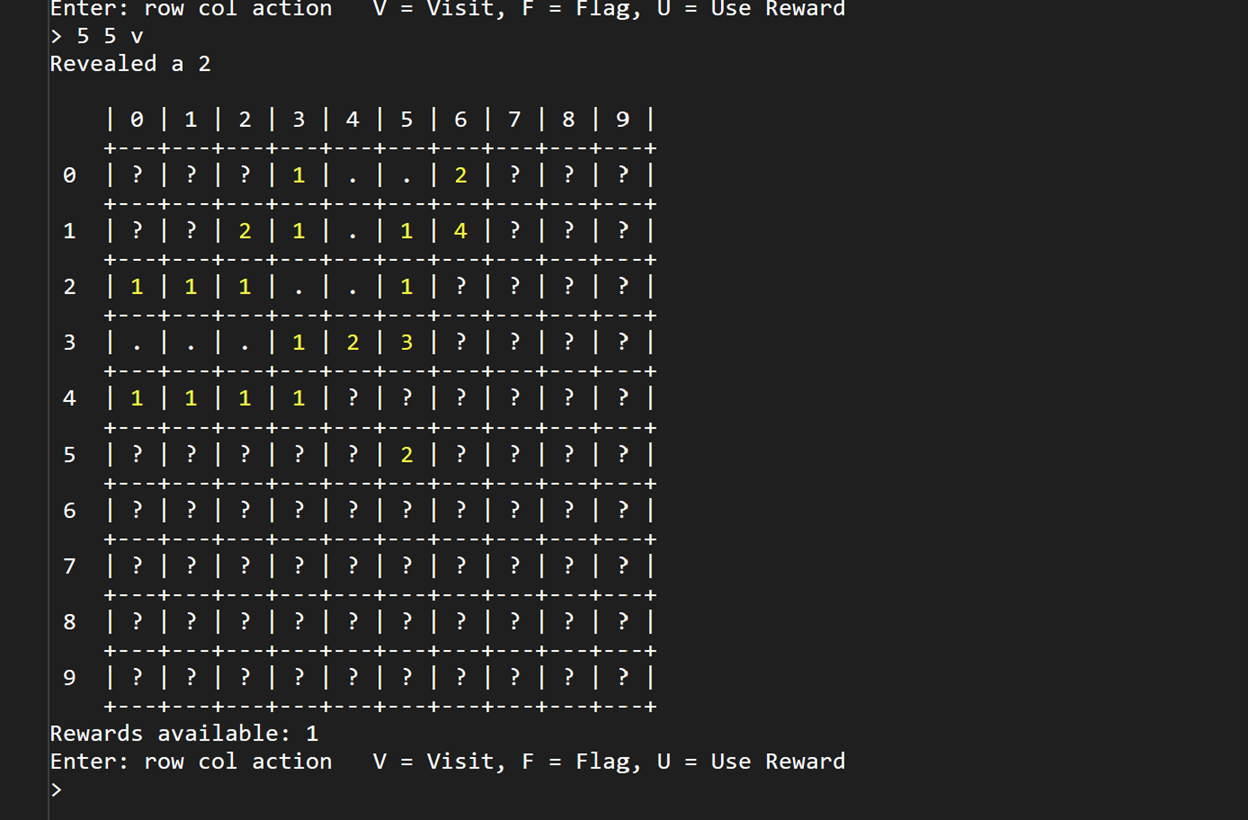 Enter: row col action   V = Visit, F = Flag, U = Use Reward
> 5 5 v
Revealed a 2
    | 0 | 1 | 2 | 3 | 4 | 5 | 6 | 7 | 8 | 9 |
    +---+---+---+---+---+---+---+---+---+---+
0   | ? | ? | ? | 1 | . | . | 2 | ? | ? | ? |
    +---+---+---+---+---+---+---+---+---+---+
1   | ? | ? | 2 | 1 | . | 1 | 4 | ? | ? | ? |
    +---+---+---+---+---+---+---+---+---+---+
2   | 1 | 1 | 1 | . | . | 1 | ? | ? | ? | ? |
    +---+---+---+---+---+---+---+---+---+---+
3   | . | . | . | 1 | 2 | 3 | ? | ? | ? | ? |
    +---+---+---+---+---+---+---+---+---+---+
4   | 1 | 1 | 1 | 1 | ? | ? | ? | ? | ? | ? |
    +---+---+---+---+---+---+---+---+---+---+
5   | ? | ? | ? | ? | ? | 2 | ? | ? | ? | ? |
    +---+---+---+---+---+---+---+---+---+---+
6   | ? | ? | ? | ? | ? | ? | ? | ? | ? | ? |
    +---+---+---+---+---+---+---+---+---+---+
7   | ? | ? | ? | ? | ? | ? | ? | ? | ? | ? |
    +---+---+---+---+---+---+---+---+---+---+
8   | ? | ? | ? | ? | ? | ? | ? | ? | ? | ? |
    +---+---+---+---+---+---+---+---+---+---+
9   | ? | ? | ? | ? | ? | ? | ? | ? | ? | ? |
    +---+---+---+---+---+---+---+---+---+---+
Rewards available: 1
Enter: row col action   V = Visit, F = Flag, U = Use Reward
>